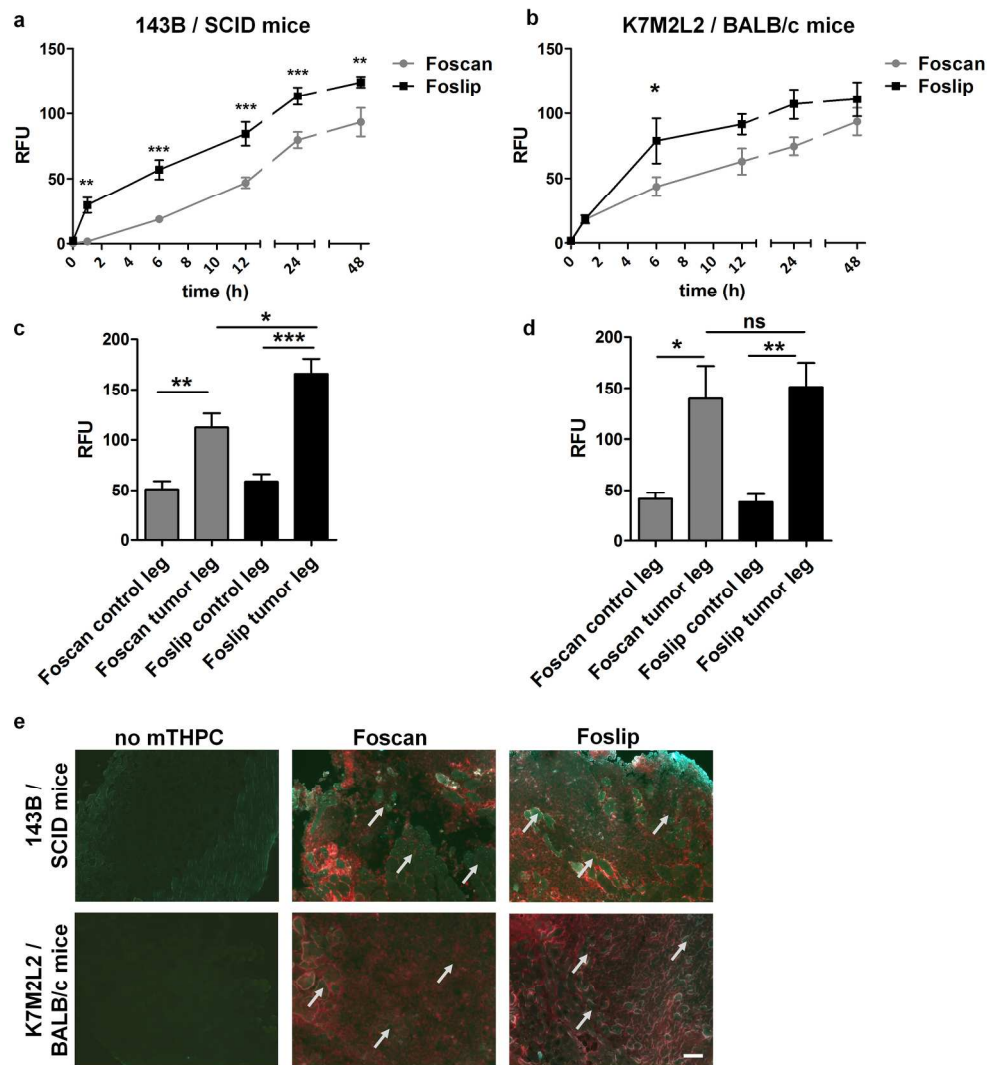 a
143B / SCID mice
150
100
50
0
RFU
**
***
***
***
**
Foscan
Foslip
0
2
4
6
8
10
12
24
48
time (h)
b
K7M2L2 / BALB/c mice
150
100
50
0
RFU
*
Foscan
Foslip
0
2
4
6
8
10
12
24
48
time (h)
c
200
150
100
50
0
RFU
**
*
***
Foscan control leg
Foscan tumor leg
Foslip control leg
Foslip tumor leg
d
200
150
100
50
0
RFU
*
ns
**
Foscan control leg
Foscan tumor leg
Foslip control leg
Foslip tumor leg
e
no mTHPC
Foscan
Foslip
143B /
SCID mice
K7M2L2 /
BALB/c mice